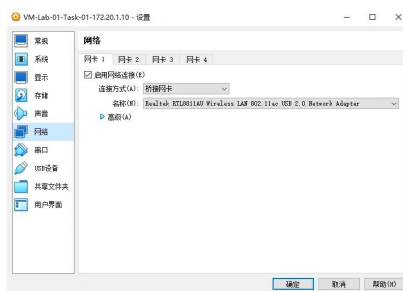 VM-Lab-01-Task-01-172.20.1.10 - 设置
常规
系统
显示
存储
声音
网络
串口
USB设备
共享文件夹
用户界面
网络
网卡 1 网卡 2 网卡 3 网卡 4
启用网络连接(E)
连接方式(A): 桥接网卡
名称(N): Realtek RTL8811AU Wireless LAN 802.11ac USB 2.0 Network Adapter
高级(A)
确定 取消 帮助(H)